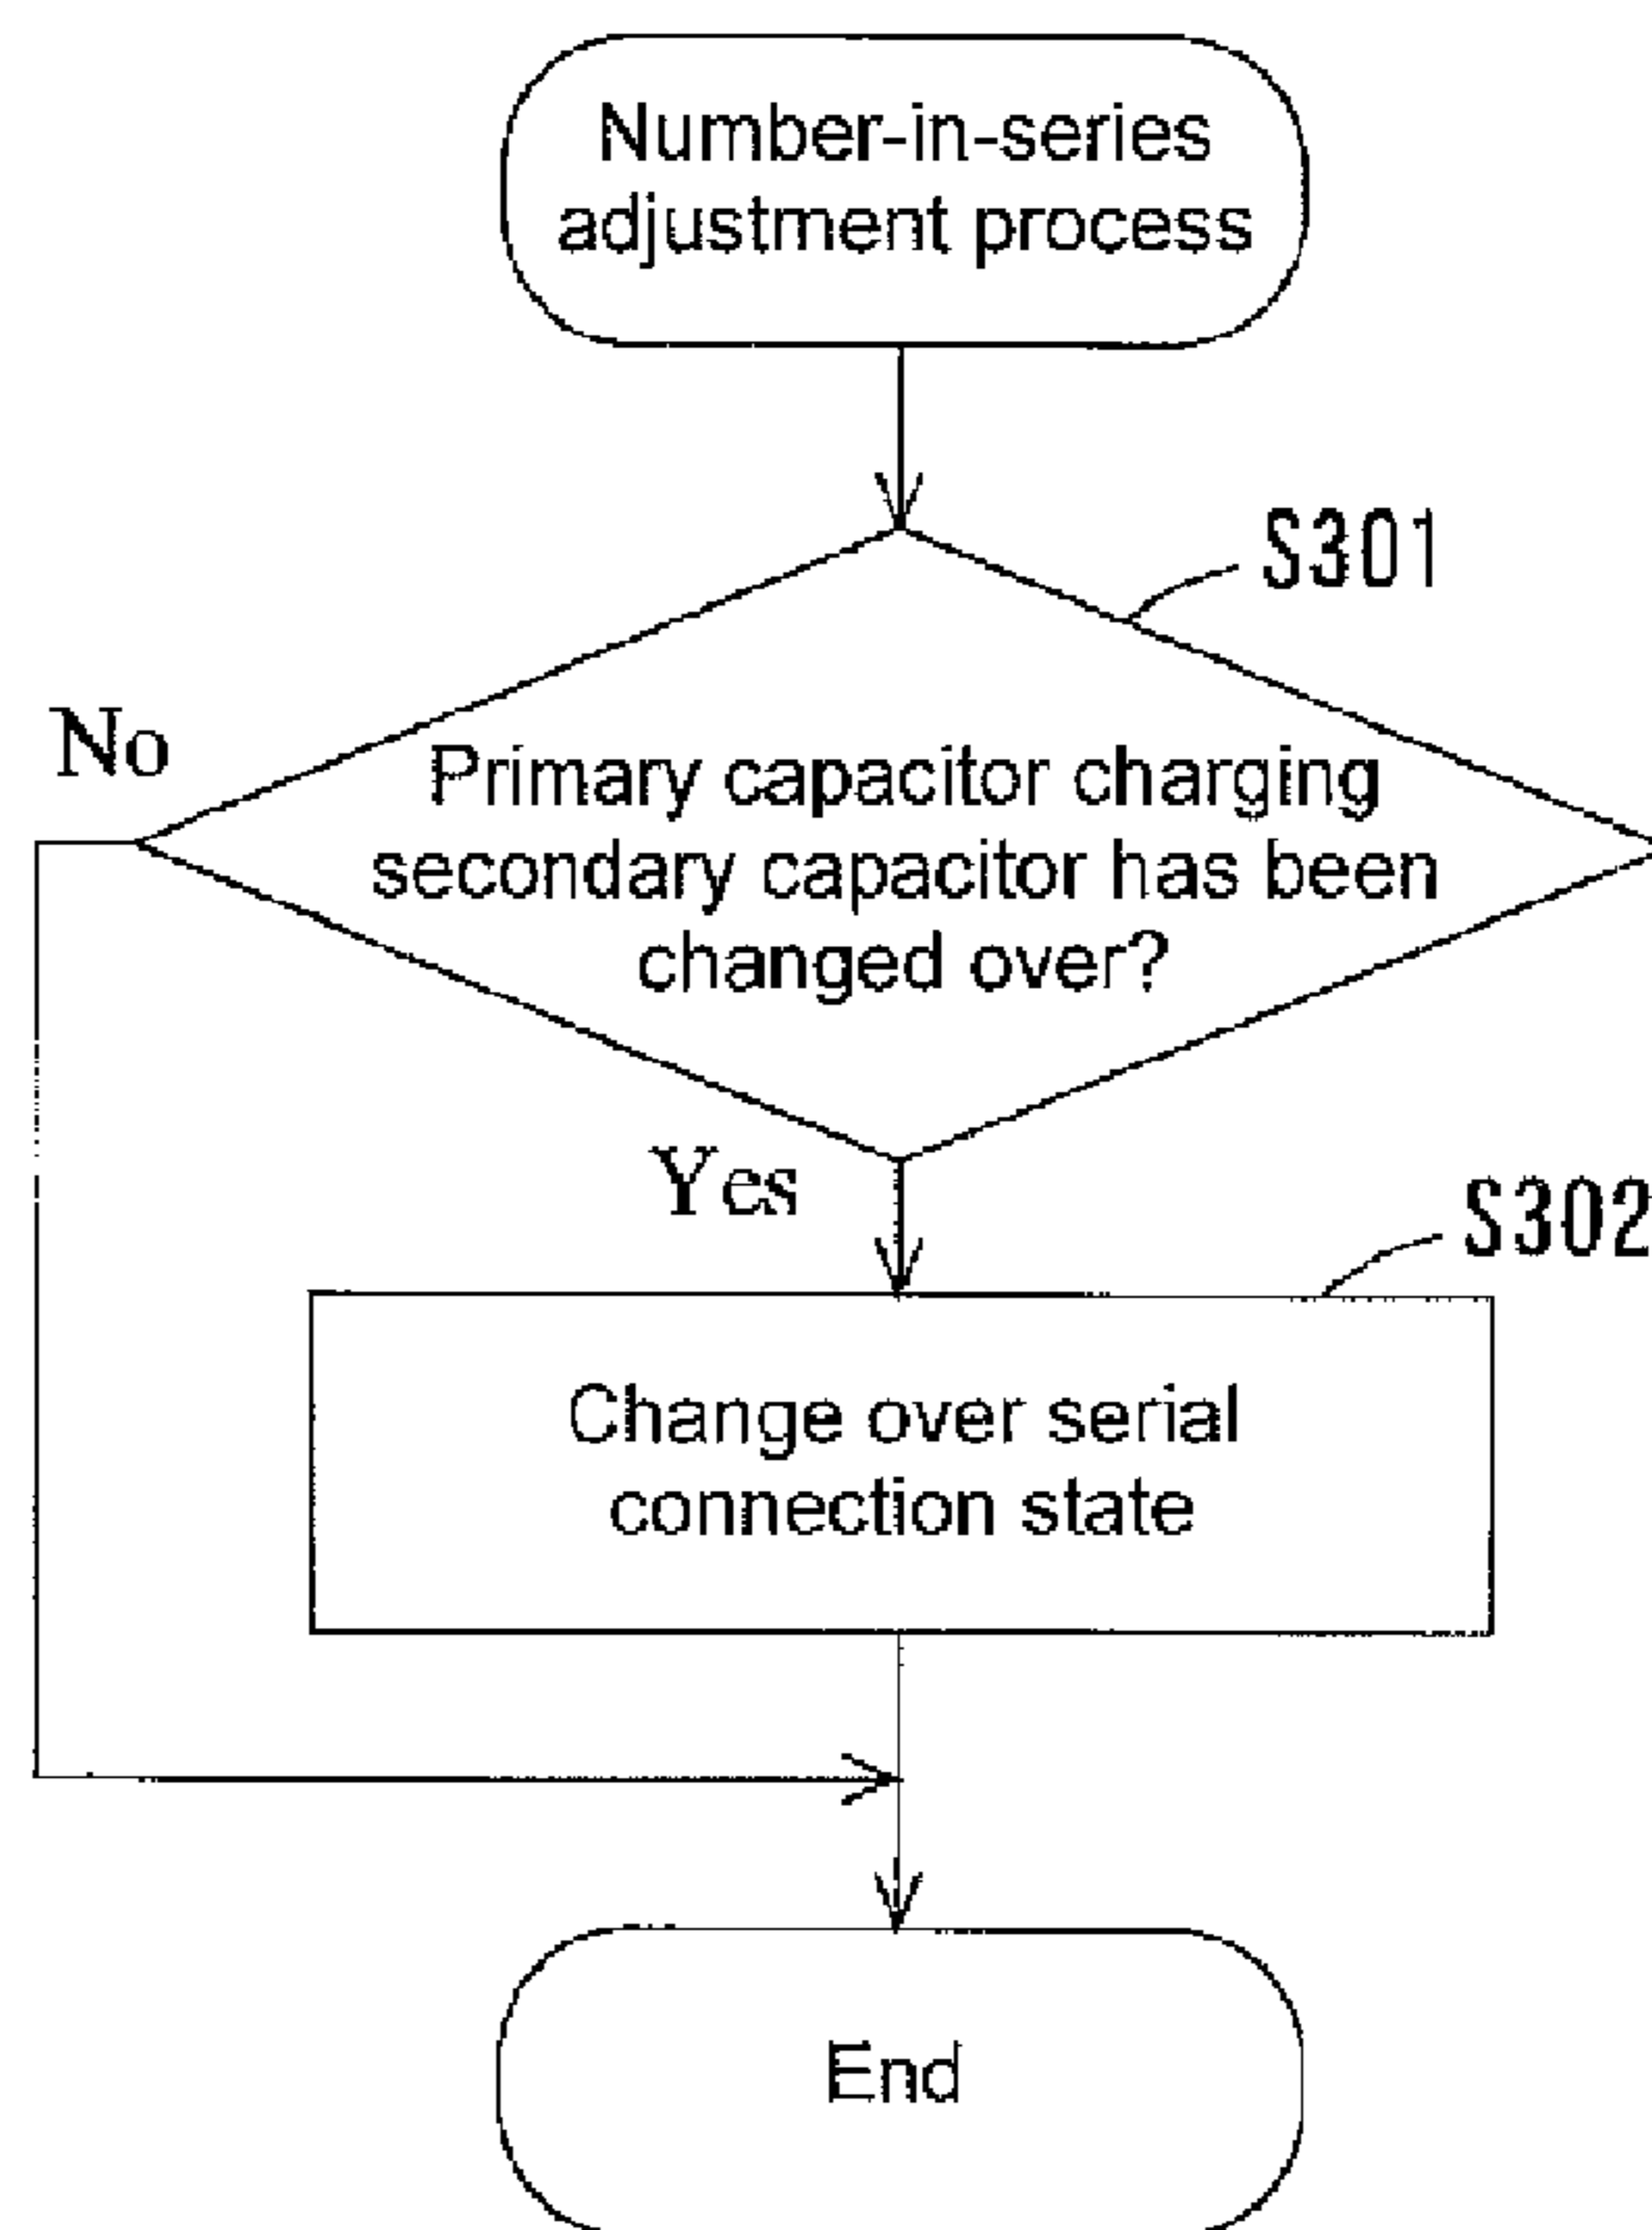 Number-in-series
adjustment process
S301
No
Primary capacitor charging
secondary capacitor has been
changed over?
Yes
S302
Change over serial
connection state
End